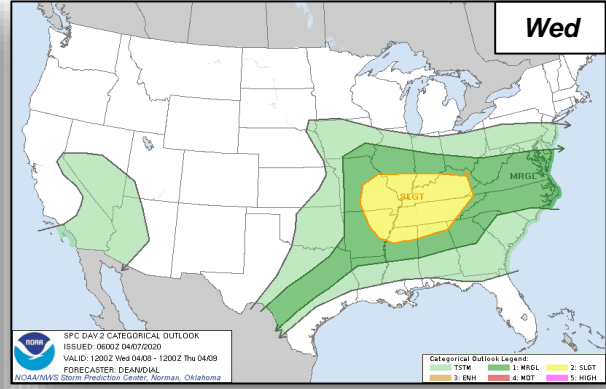 Wed
MRGL
SLGT
NOAA
SPC DAY 2 CATEGORICAL OUTLOOK
ISSUED: 0600Z 04/07/2020
VALID: 1200Z Wed 04/08 - 1200Z Thu 04/09
FORECASTER: DEAN/DIAL
NOAA/NWS Storm Prediction Center, Norman, Oklahoma
Categorical Outlook Legend:
TSTM 1: MRGL 2: SLGT
3: ENH 4: MDT 5: HIGH